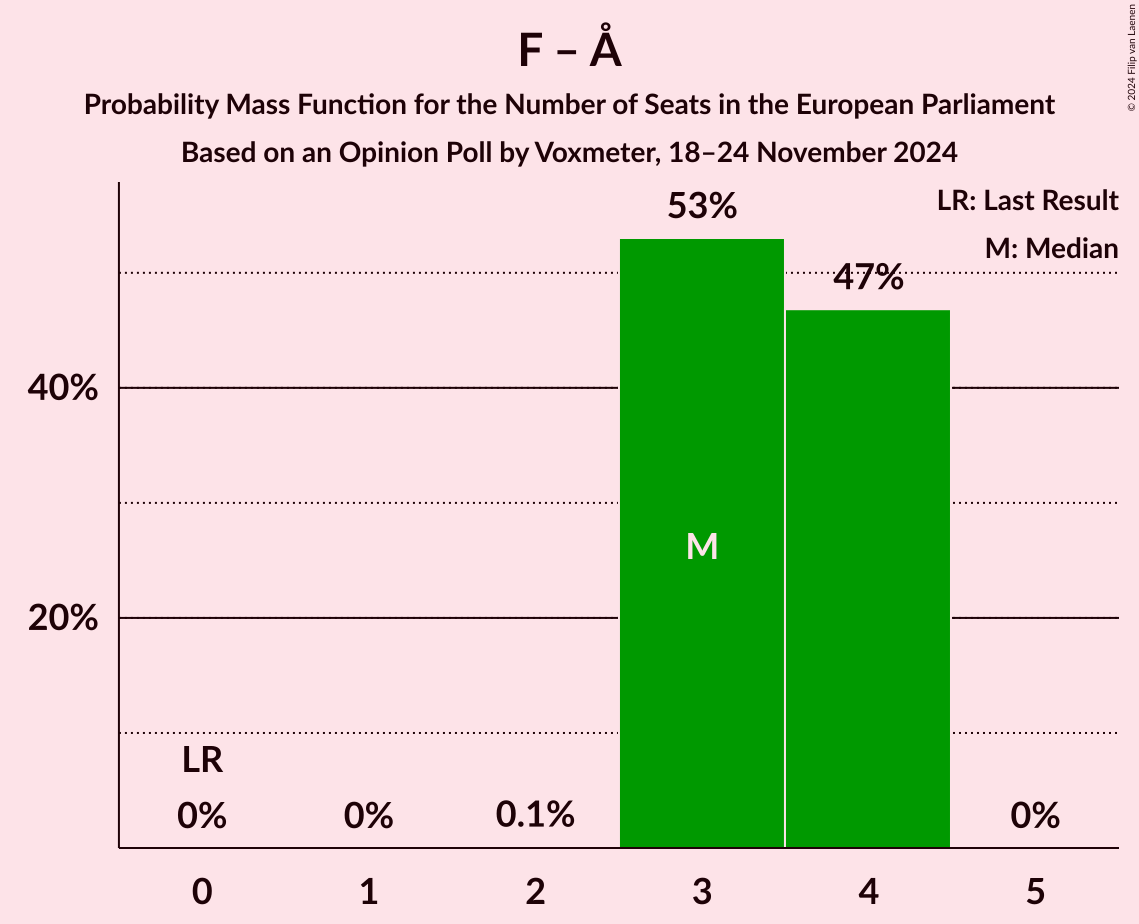 F – Å
Probability Mass Function for the Number of Seats in the European Parliament
Based on an Opinion Poll by Voxmeter, 18–24 November 2024
© 2024 Filip van Laenen
LR: Last Result
M: Median
53%
47%
40%
M
20%
LR
0%
0%
0.1%
0%
0
1
2
3
4
5